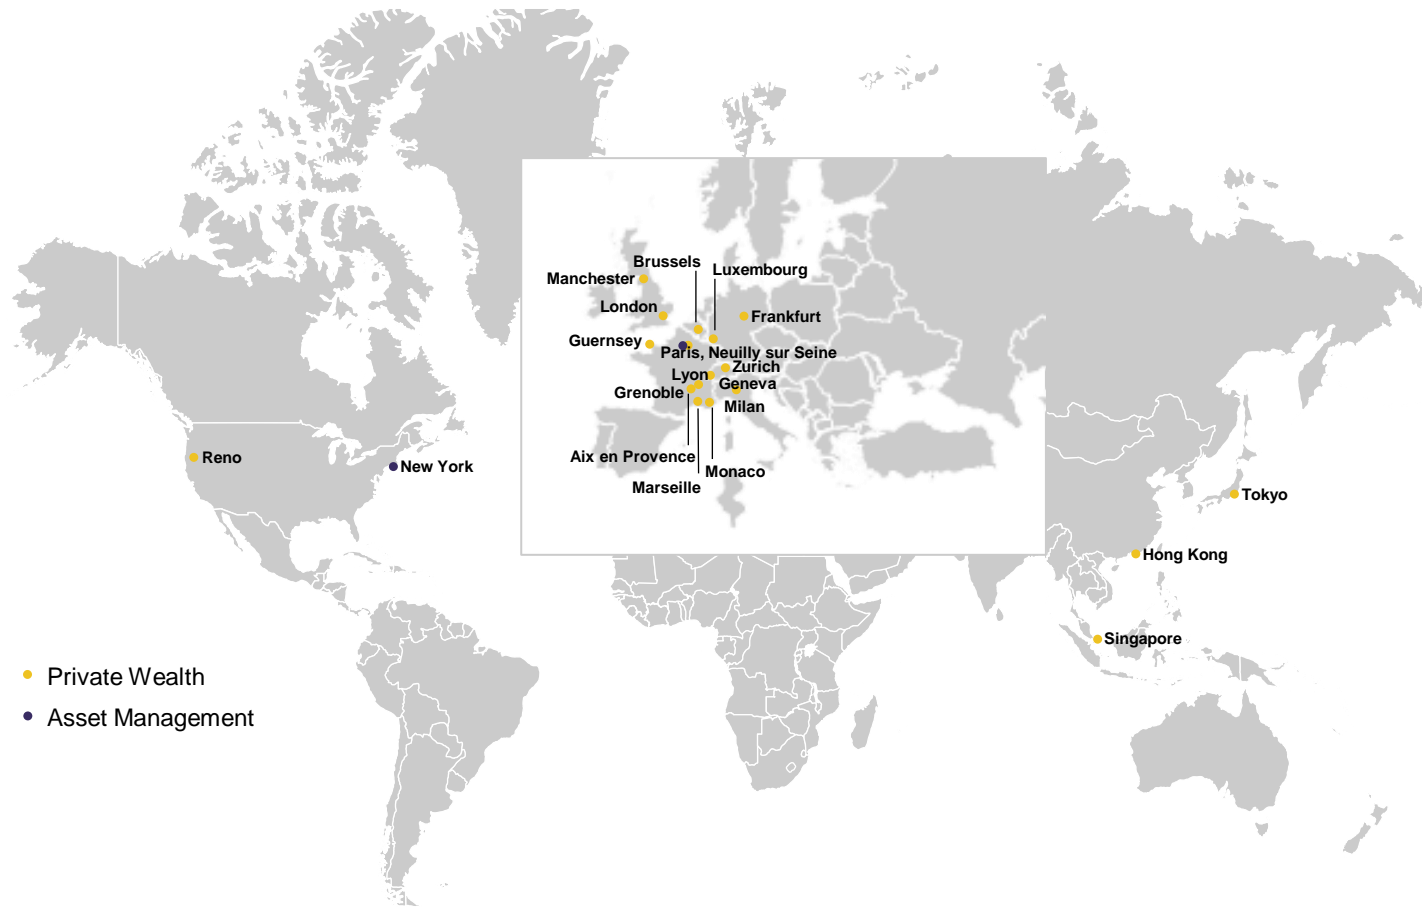 Brussels
Luxembourg
Manchester
London
Frankfurt
Guernsey
Paris, Neuilly sur Seine
Zurich
Lyon
Geneva
Grenoble
Milan
Aix en Provence
Monaco
Marseille
Reno
New York
Tokyo
Hong Kong
Singapore
Private Wealth
Asset Management